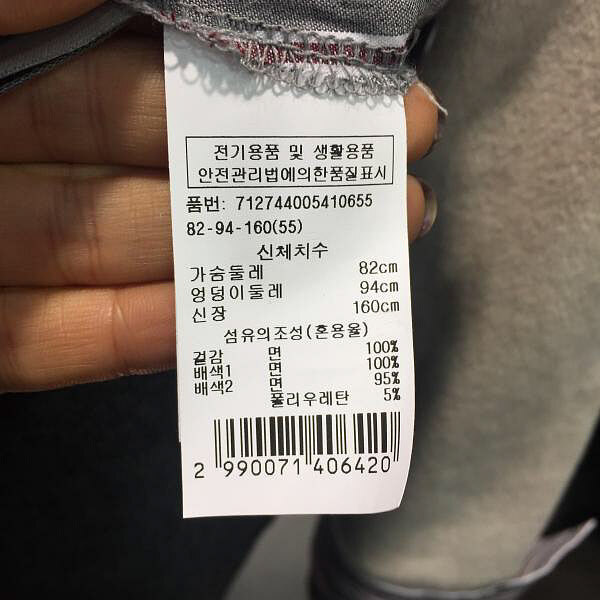 전기용품 및 생활용품
안전관리법에의한품질표시
품번: 712744005410655
82-94-160(55)
신체치수
가슴둘레 82cm
엉덩이둘레 94cm
신장 160cm
섬유의조성(혼용율)
겉감 면 100%
배색1 면 100%
배색2 면 95%
폴리우레탄 5%
2 990071 406420